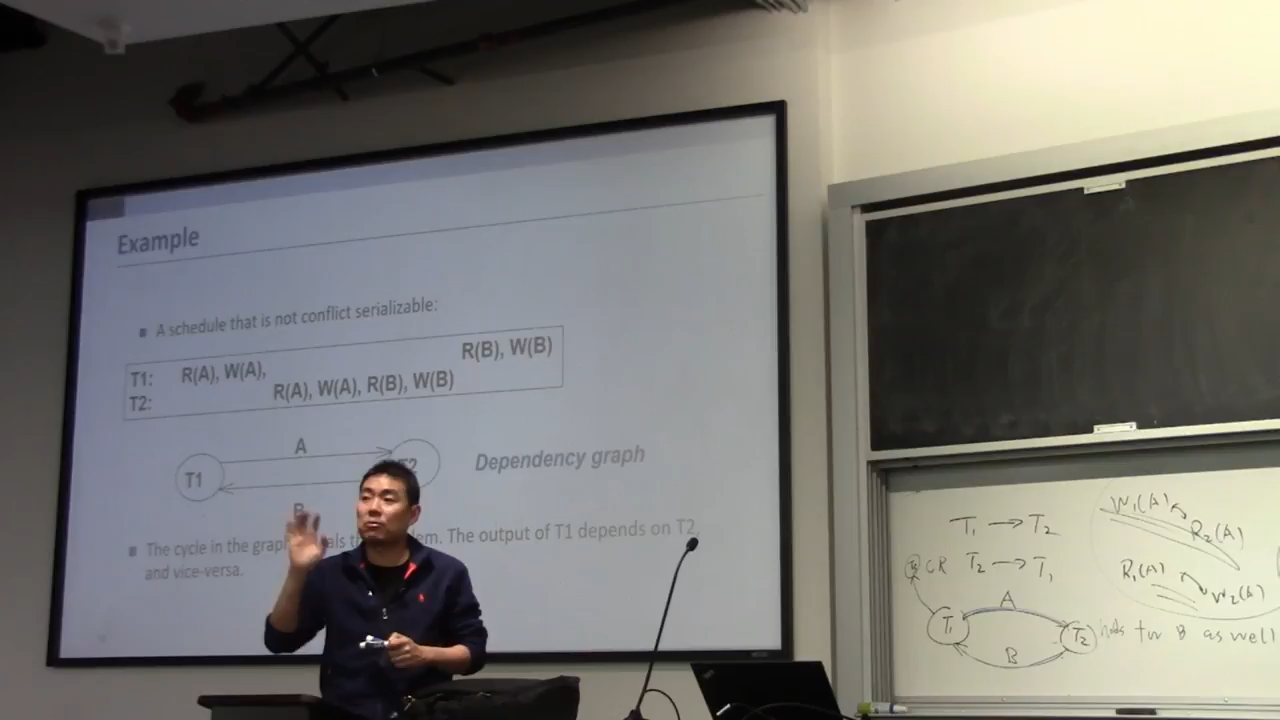 Example
A schedule that is not conflict serializable:
R(B), W(B)
T1: R(A), W(A),
T2: R(A), W(A), R(B), W(B)
A
T1 T2
Dependency graph
B
The cycle in the graph The output of T1 depends on T2,
and vice-versa.
T1 → T2
T2 → T1
A
T1 T2
B
for B as well
W1(A)
R2(A)
R1(A)
W2(A)